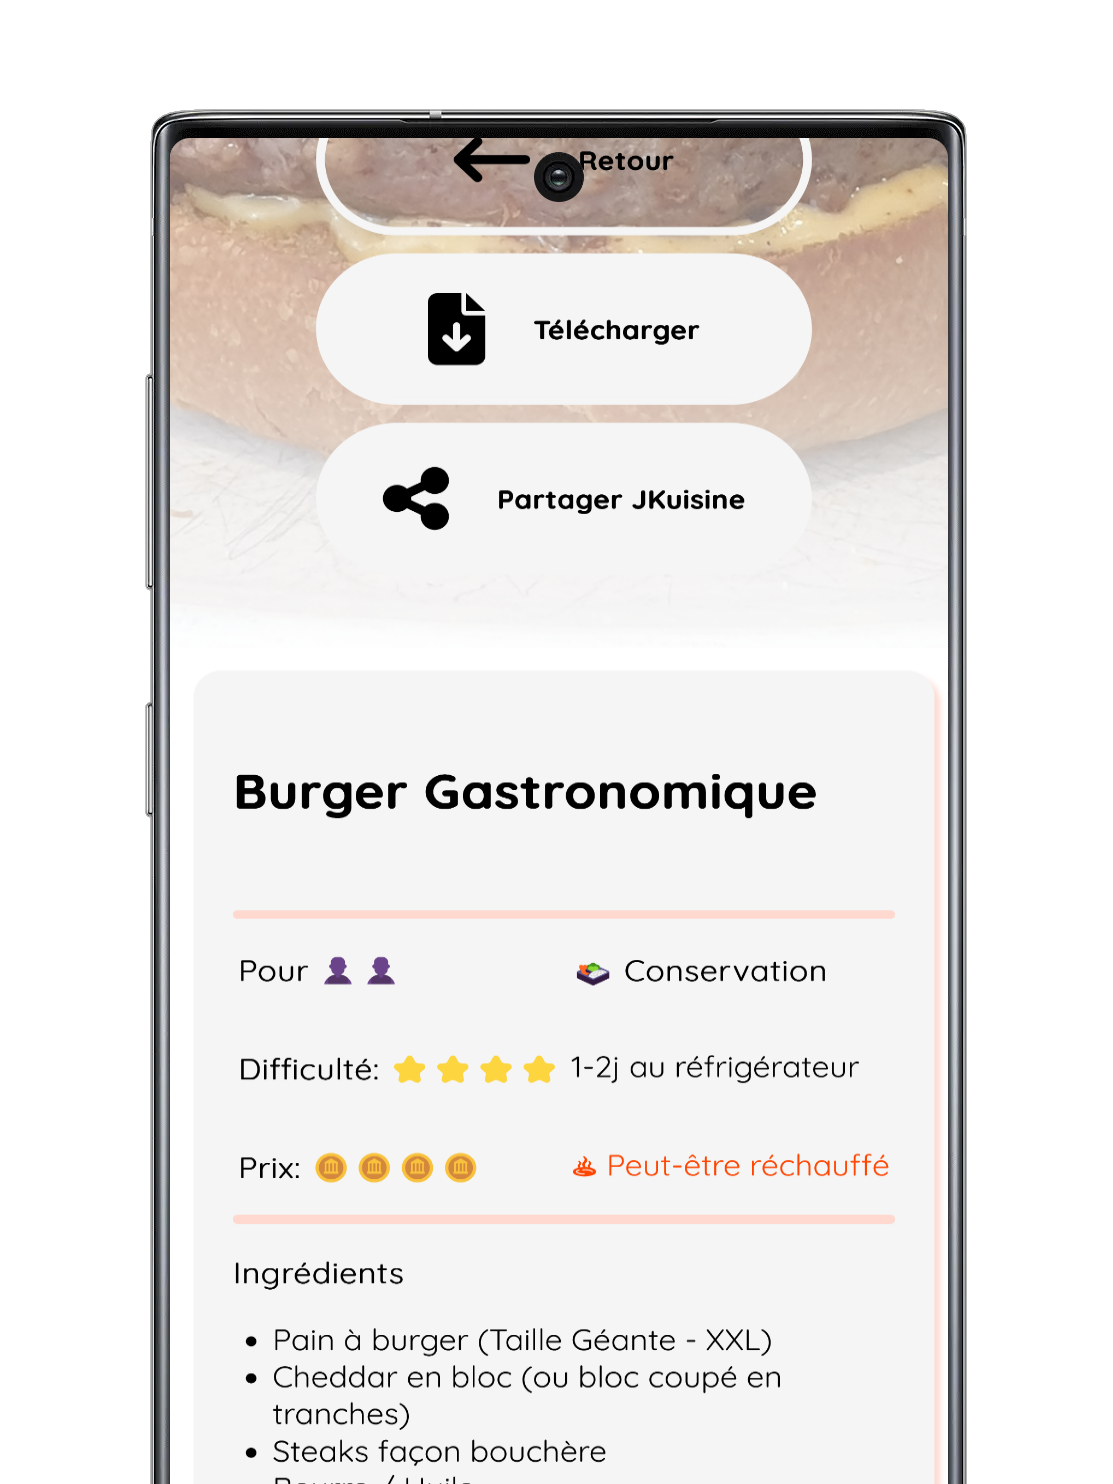 Retour
Télécharger
Partager JKuisine
Burger Gastronomique
Pour
Conservation
Difficulté:
1-2j au réfrigérateur
Prix:
Peut-être réchauffé
Ingrédients
Pain à burger (Taille Géante - XXL)
Cheddar en bloc (ou bloc coupé en
tranches)
Steaks façon bouchère